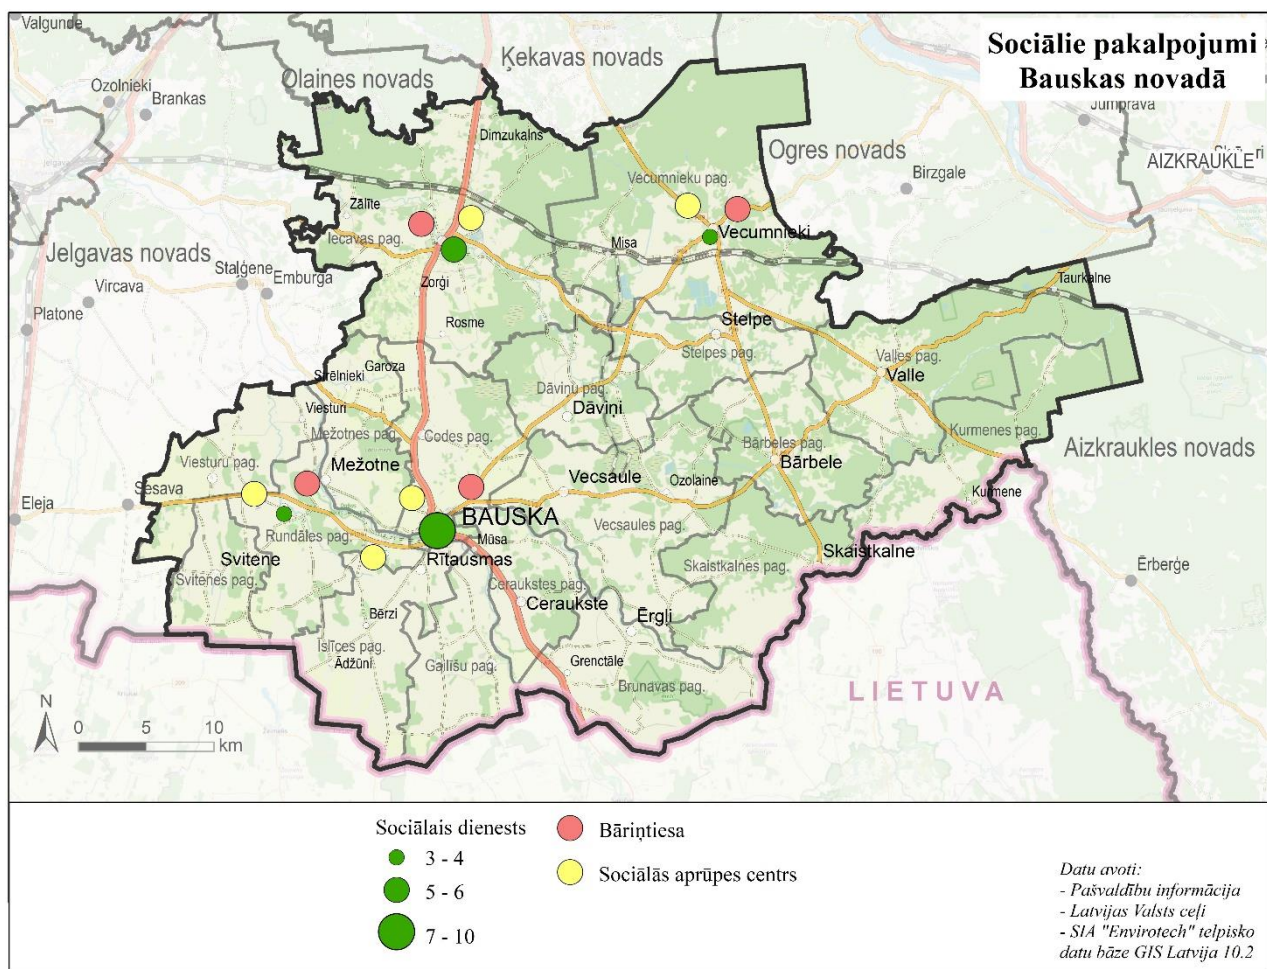 Valgunde
Ķekavas novads
Sociālie pakalpojumi
Bauskas novadā
Olaines novads
Ozolnieki
Brankas
Jumprava
Dimzukalns
Ogres novads
AIZKRAUKLE
Vecumnieku pag.
Birzgale
Zālīte
Iecavas pag.
Vecumnieki
Misa
Jelgavas novads
Staļģene
Emburga
Vircava
Zorģi
Taurkalne
Platone
Rosme
Stelpe
Stelpes pag.
Valles pag.
Garoza
Valle
Strēlnieki
Dāviņu pag.
Viesturi
Dāviņi
Mežotnes pag.
Codes pag.
Kurmenes pag.
Bārbeles pag.
Aizkraukles novads
Viesturu pag.
Mežotne
Bārbele
Vecsaule
Ozolaine
Sesava
Eleja
Kurmene
BAUSKA
Vecsaules pag.
Rundāles pag.
Mūsa
Svitene
Rītausmas
Skaistkalne
Skaistkalnes pag.
Svitenes pag.
Ceraukstes pag.
Ērberģe
Ceraukste
Bērzi
Ērgļi
Īslīces pag.
Ādžūni
Gailīšu pag.
Grenctāle
Brunavas pag.
LIETUVA
N
0 5 10
km
Sociālais dienests
3 - 4
5 - 6
7 - 10
Bāriņtiesa
Sociālās aprūpes centrs
Datu avoti:
- Pašvaldību informācija
- Latvijas Valsts ceļi
- SIA "Envirotech" telpisko
datu bāze GIS Latvija 10.2